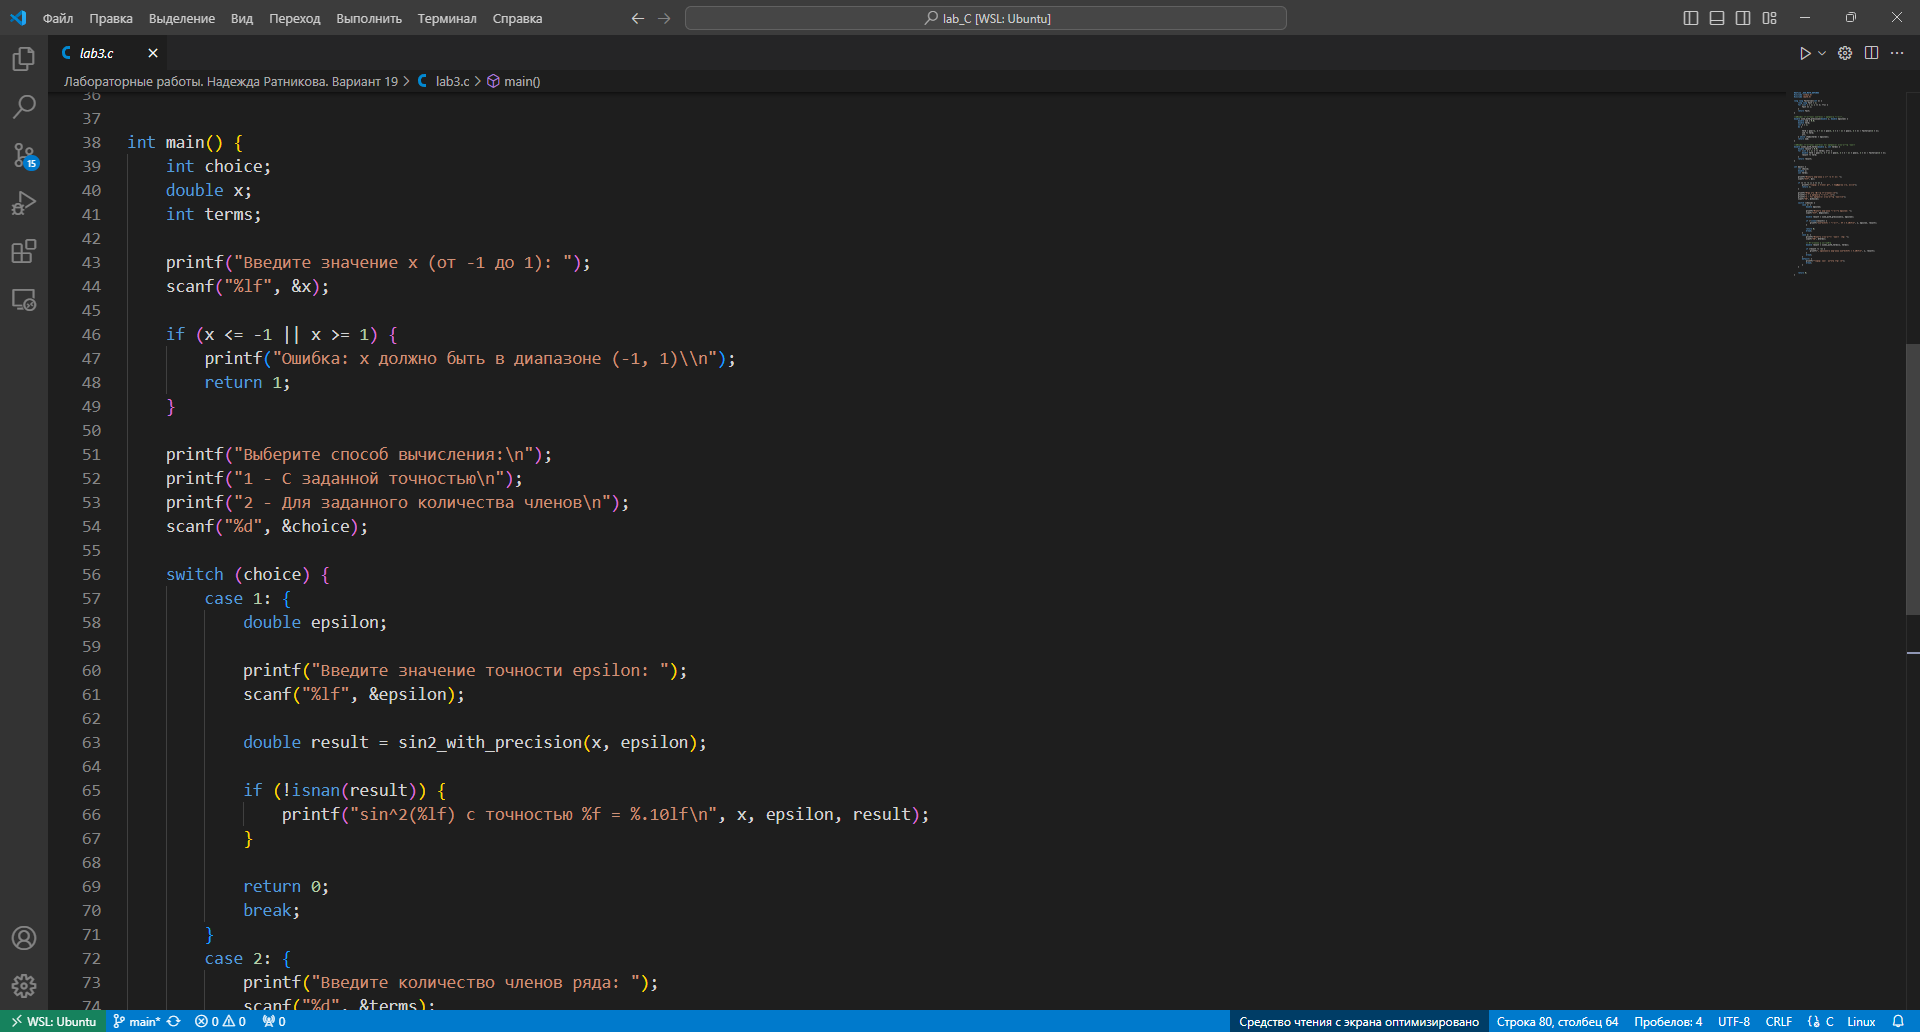 Файл Правка Выделение Вид Переход Выполнить Терминал Справка lab_C [WSL: Ubuntu]
lab3.c
Лабораторные работы. Надежда Ратникова. Вариант 19 > lab3.c > main()
36
37
38 int main() {
39 int choice;
40 double x;
41 int terms;
42
43 printf("Введите значение x (от -1 до 1): ");
44 scanf("%lf", &x);
45
46 if (x <= -1 || x >= 1) {
47 printf("Ошибка: x должно быть в диапазоне (-1, 1)\\n");
48 return 1;
49 }
50
51 printf("Выберите способ вычисления:\n");
52 printf("1 - С заданной точностью\n");
53 printf("2 - Для заданного количества членов\n");
54 scanf("%d", &choice);
55
56 switch (choice) {
57 case 1: {
58 double epsilon;
59
60 printf("Введите значение точности epsilon: ");
61 scanf("%lf", &epsilon);
62
63 double result = sin2_with_precision(x, epsilon);
64
65 if (!isnan(result)) {
66 printf("sin^2(%lf) с точностью %f = %.10lf\n", x, epsilon, result);
67 }
68
69 return 0;
70 break;
71 }
72 case 2: {
73 printf("Введите количество членов ряда: ");
74 scanf("%d", &terms);
15
WSL: Ubuntu main* 0 0 0 Средство чтения с экрана оптимизировано Строка 80, столбец 64 Пробелов: 4 UTF-8 CRLF {} C Linux